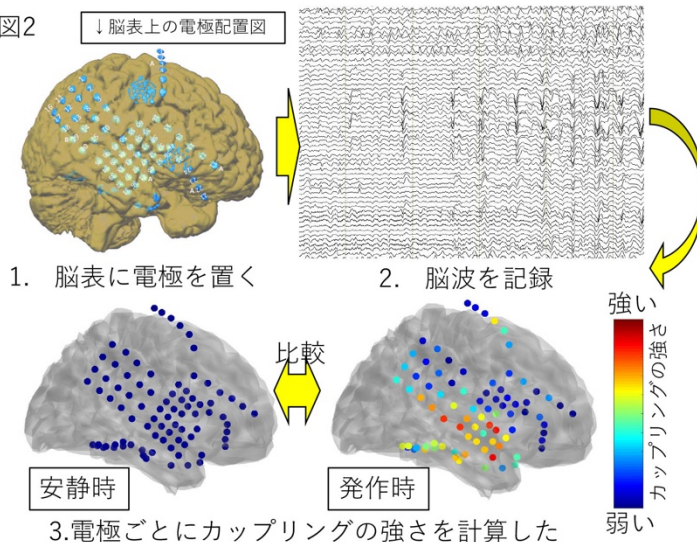 図2
↓脳表上の電極配置図
1. 脳表に電極を置く
2. 脳波を記録
比較
安静時
発作時
強い
カップリングの強さ
弱い
3.電極ごとにカップリングの強さを計算した